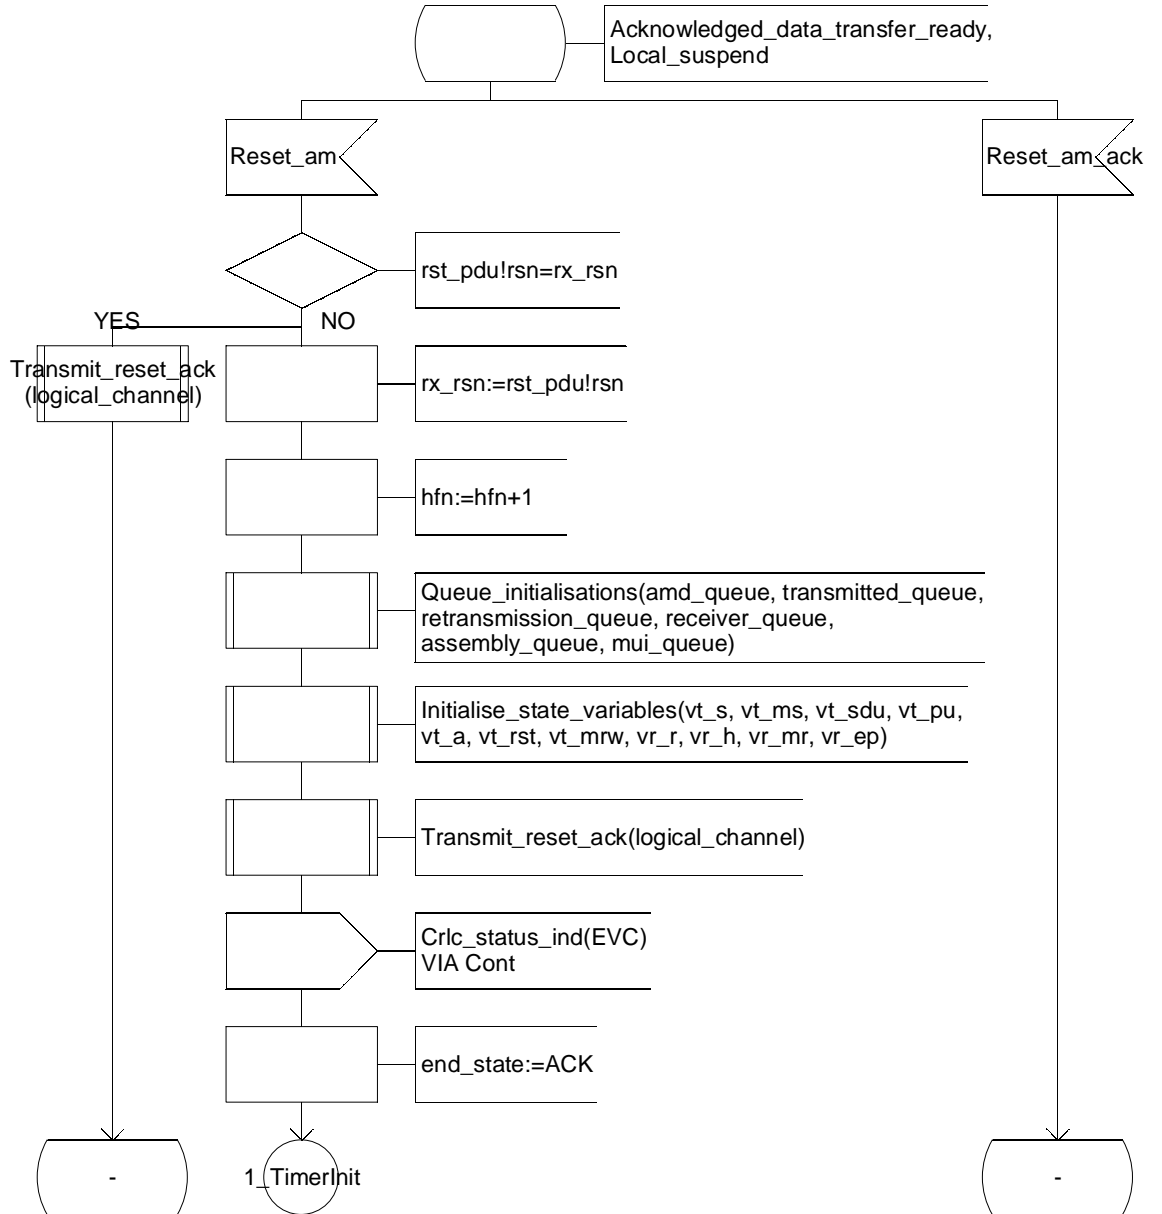 Acknowledged_data_transfer_ready,
Local_suspend
Reset_am
Reset_am_ack
rst_pdu!rsn=rx_rsn
YES
NO
Transmit_reset_ack
(logical_channel)
rx_rsn:=rst_pdu!rsn
hfn:=hfn+1
Queue_initialisations(amd_queue, transmitted_queue,
retransmission_queue, receiver_queue,
assembly_queue, mui_queue)
Initialise_state_variables(vt_s, vt_ms, vt_sdu, vt_pu,
vt_a, vt_rst, vt_mrw, vr_r, vr_h, vr_mr, vr_ep)
Transmit_reset_ack(logical_channel)
Crlc_status_ind(EVC)
VIA Cont
end_state:=ACK
-
1_TimerInit
-